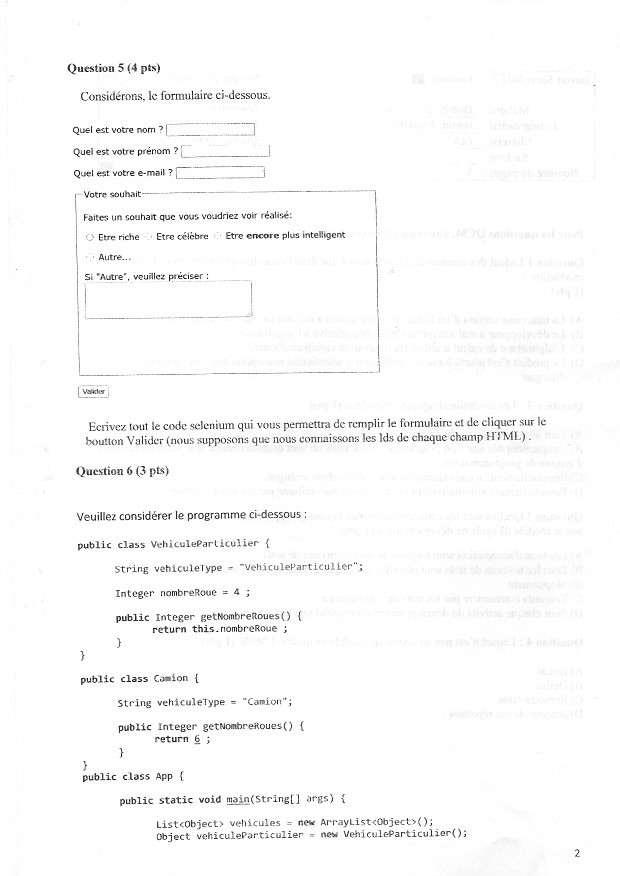 Question 5 (4 pts)
Considérons, le formulaire ci-dessous.
Quel est votre nom ?
Quel est votre prénom ?
Quel est votre e-mail ?
Votre souhait
Faites un souhait que vous voudriez voir réalisé:
Etre riche Etre célèbre Etre encore plus intelligent
Autre...
Si "Autre", veuillez préciser :
Valider
Ecrivez tout le code selenium qui vous permettra de remplir le formulaire et de cliquer sur le
boutton Valider (nous supposons que nous connaissons les Ids de chaque champ HTML) .
Question 6 (3 pts)
Veuillez considérer le programme ci-dessous :
public class VehiculeParticulier {
String vehiculeType = "VehiculeParticulier";
Integer nombreRoue = 4 ;
public Integer getNombreRoues() {
return this.nombreRoue ;
}
}
public class Camion {
String vehiculeType = "Camion";
public Integer getNombreRoues() {
return 6 ;
}
}
public class App {
public static void main(String[] args) {
List<Object> vehicules = new ArrayList<Object>();
Object vehiculeParticulier = new VehiculeParticulier();
2